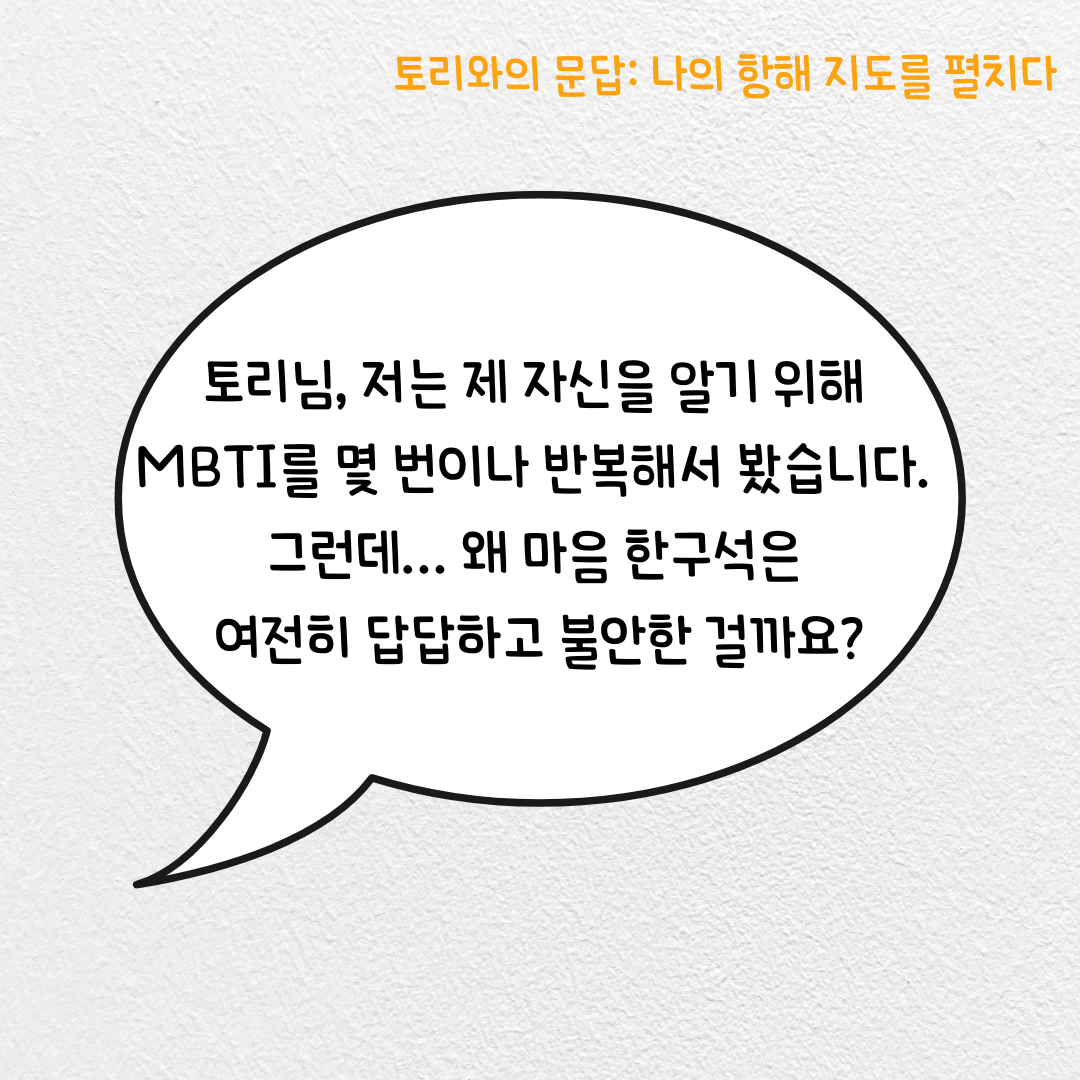 토리와의 문답: 나의 항해 지도를 펼치다
토리님, 저는 제 자신을 알기 위해
MBTI를 몇 번이나 반복해서 봤습니다.
그런데... 왜 마음 한구석은
여전히 답답하고 불안한 걸까요?